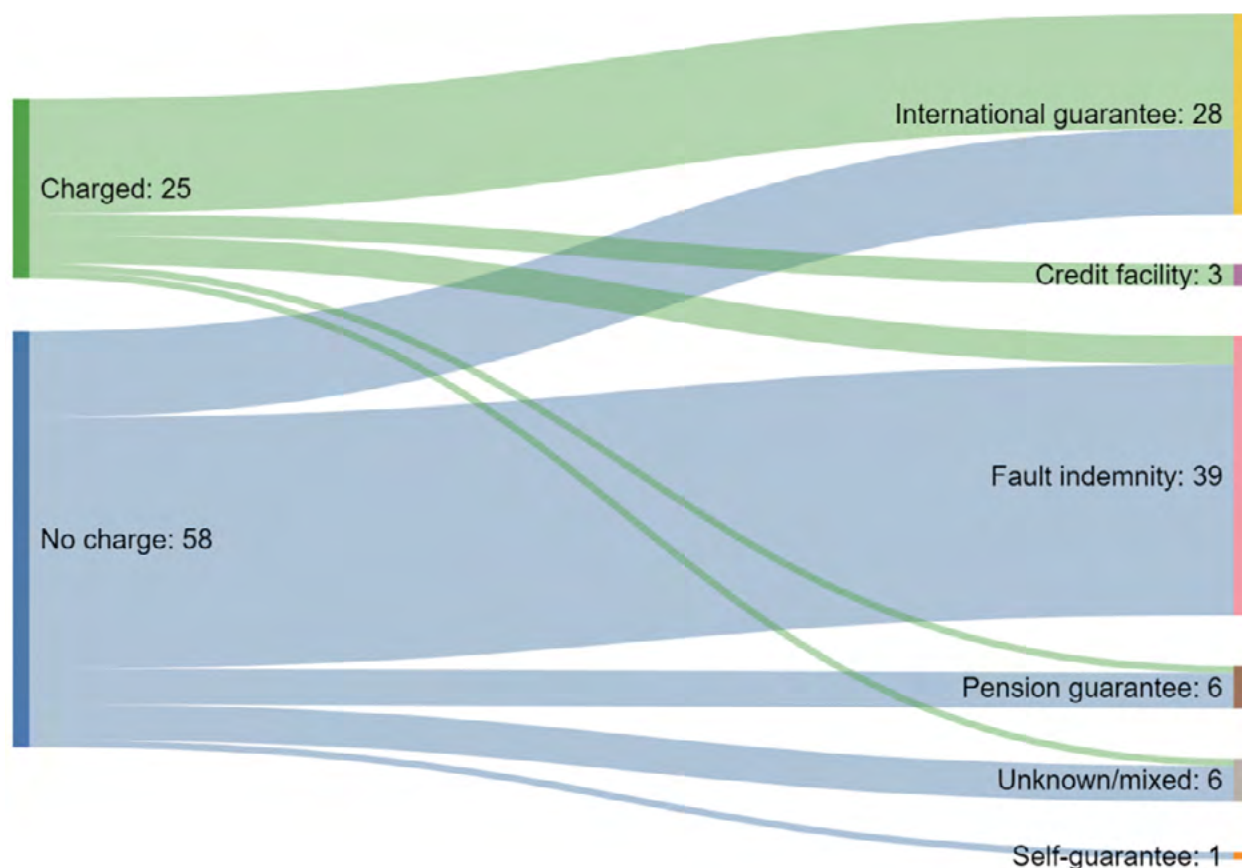 Charged: 25
No charge: 58
International guarantee: 28
Credit facility: 3
Fault indemnity: 39
Pension guarantee: 6
Unknown/mixed: 6
Self-guarantee: 1